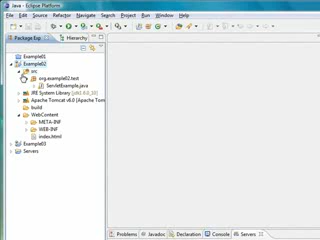 Java - Eclipse Platform
File Edit Source Refactor Navigate Search Project Run Window Help
Package Exp Hierarchy
Example01
Example02
src
org.example02.test
ServletExample.java
JRE System Library
Apache Tomcat v6.0 [Apache Tom
build
WebContent
META-INF
WEB-INF
index.html
Example03
Servers
Problems Javadoc Declaration Console Servers